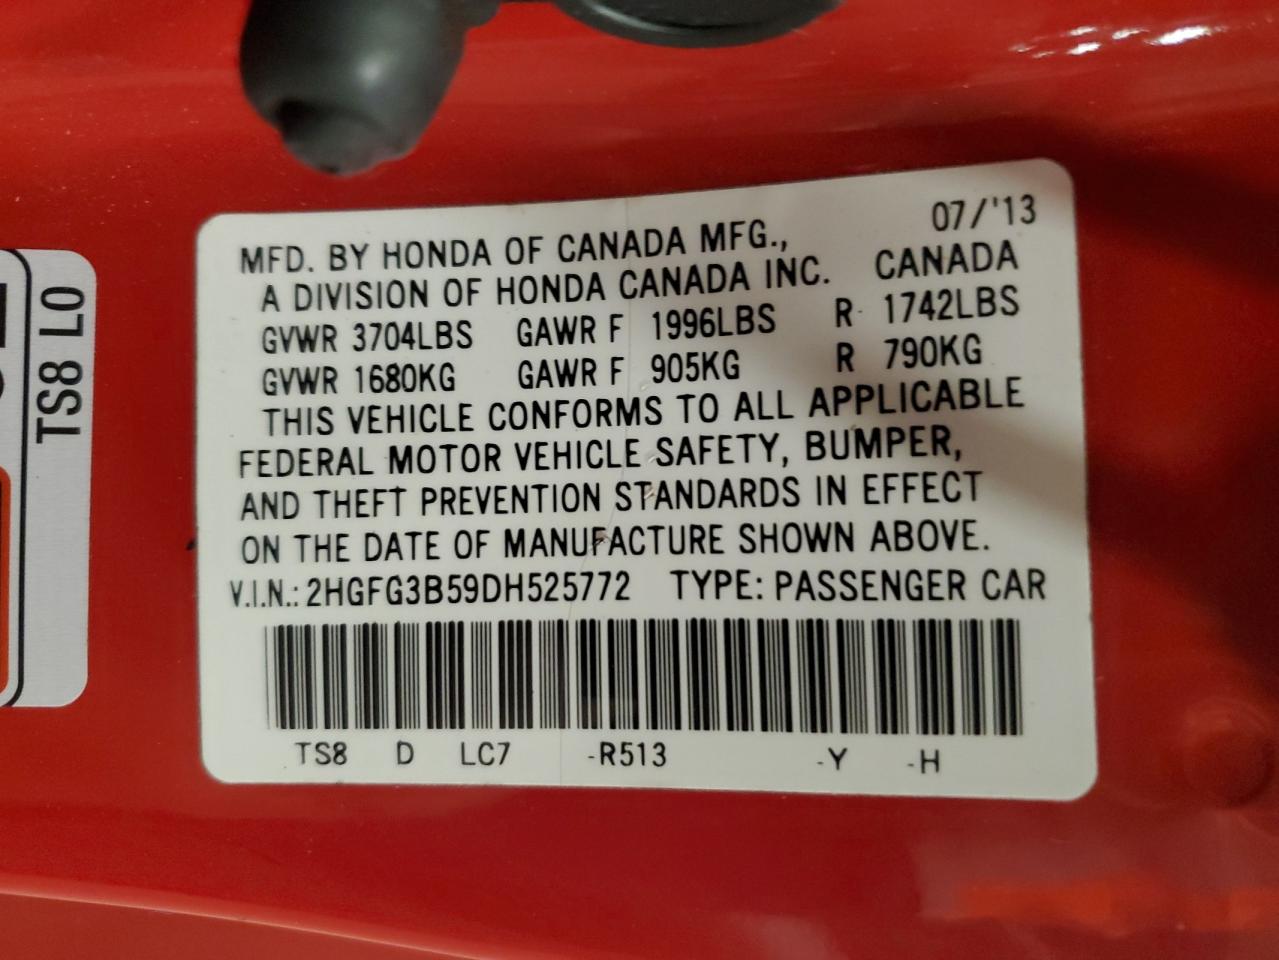 07/'13
MFD. BY HONDA OF CANADA MFG.,
A DIVISION OF HONDA CANADA INC. CANADA
GVWR 3704LBS GAWR F 1996LBS R 1742LBS
GVWR 1680KG GAWR F 905KG R 790KG
THIS VEHICLE CONFORMS TO ALL APPLICABLE
FEDERAL MOTOR VEHICLE SAFETY, BUMPER,
AND THEFT PREVENTION STANDARDS IN EFFECT
ON THE DATE OF MANUFACTURE SHOWN ABOVE.
V.I.N.: 2HGFG3B59DH525772 TYPE: PASSENGER CAR
TS8 D LC7 -R513 -Y -H
TS8 L0